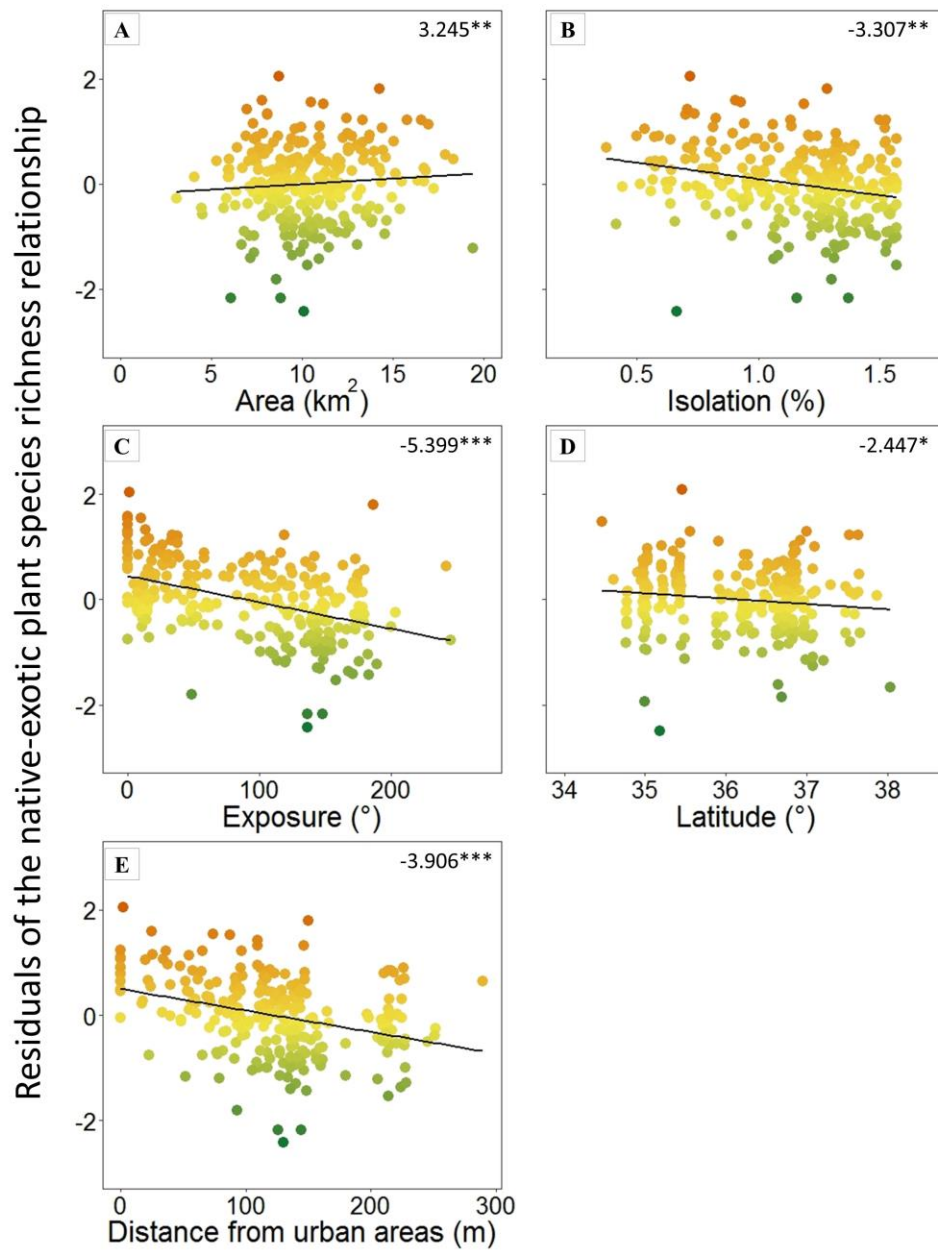 Residuals of the native-exotic plant species richness relationship
A 3.245**
2
0
-2
0 5 10 15 20
Area (km²)
B -3.307**
0.5 1.0 1.5
Isolation (%)
C -5.399***
2
0
-2
0 100 200
Exposure (°)
D -2.447*
34 35 36 37 38
Latitude (°)
E -3.906***
2
0
-2
0 100 200 300
Distance from urban areas (m)